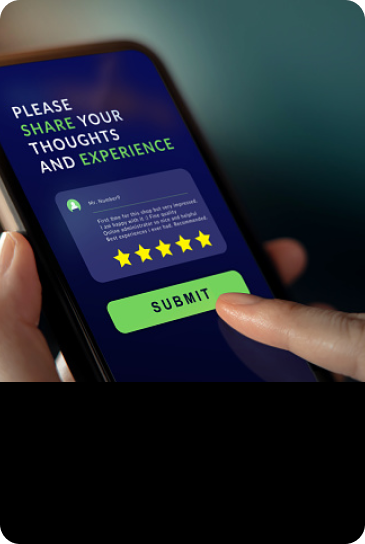 PLEASE
SHARE YOUR
THOUGHTS
AND EXPERIENCE
Mr. Number9
First time for this shop but very impressed.
I am happy with it :) Fine quality
Online administrator so nice and helpful
Best experiences i ever had. Recommended.
SUBMIT